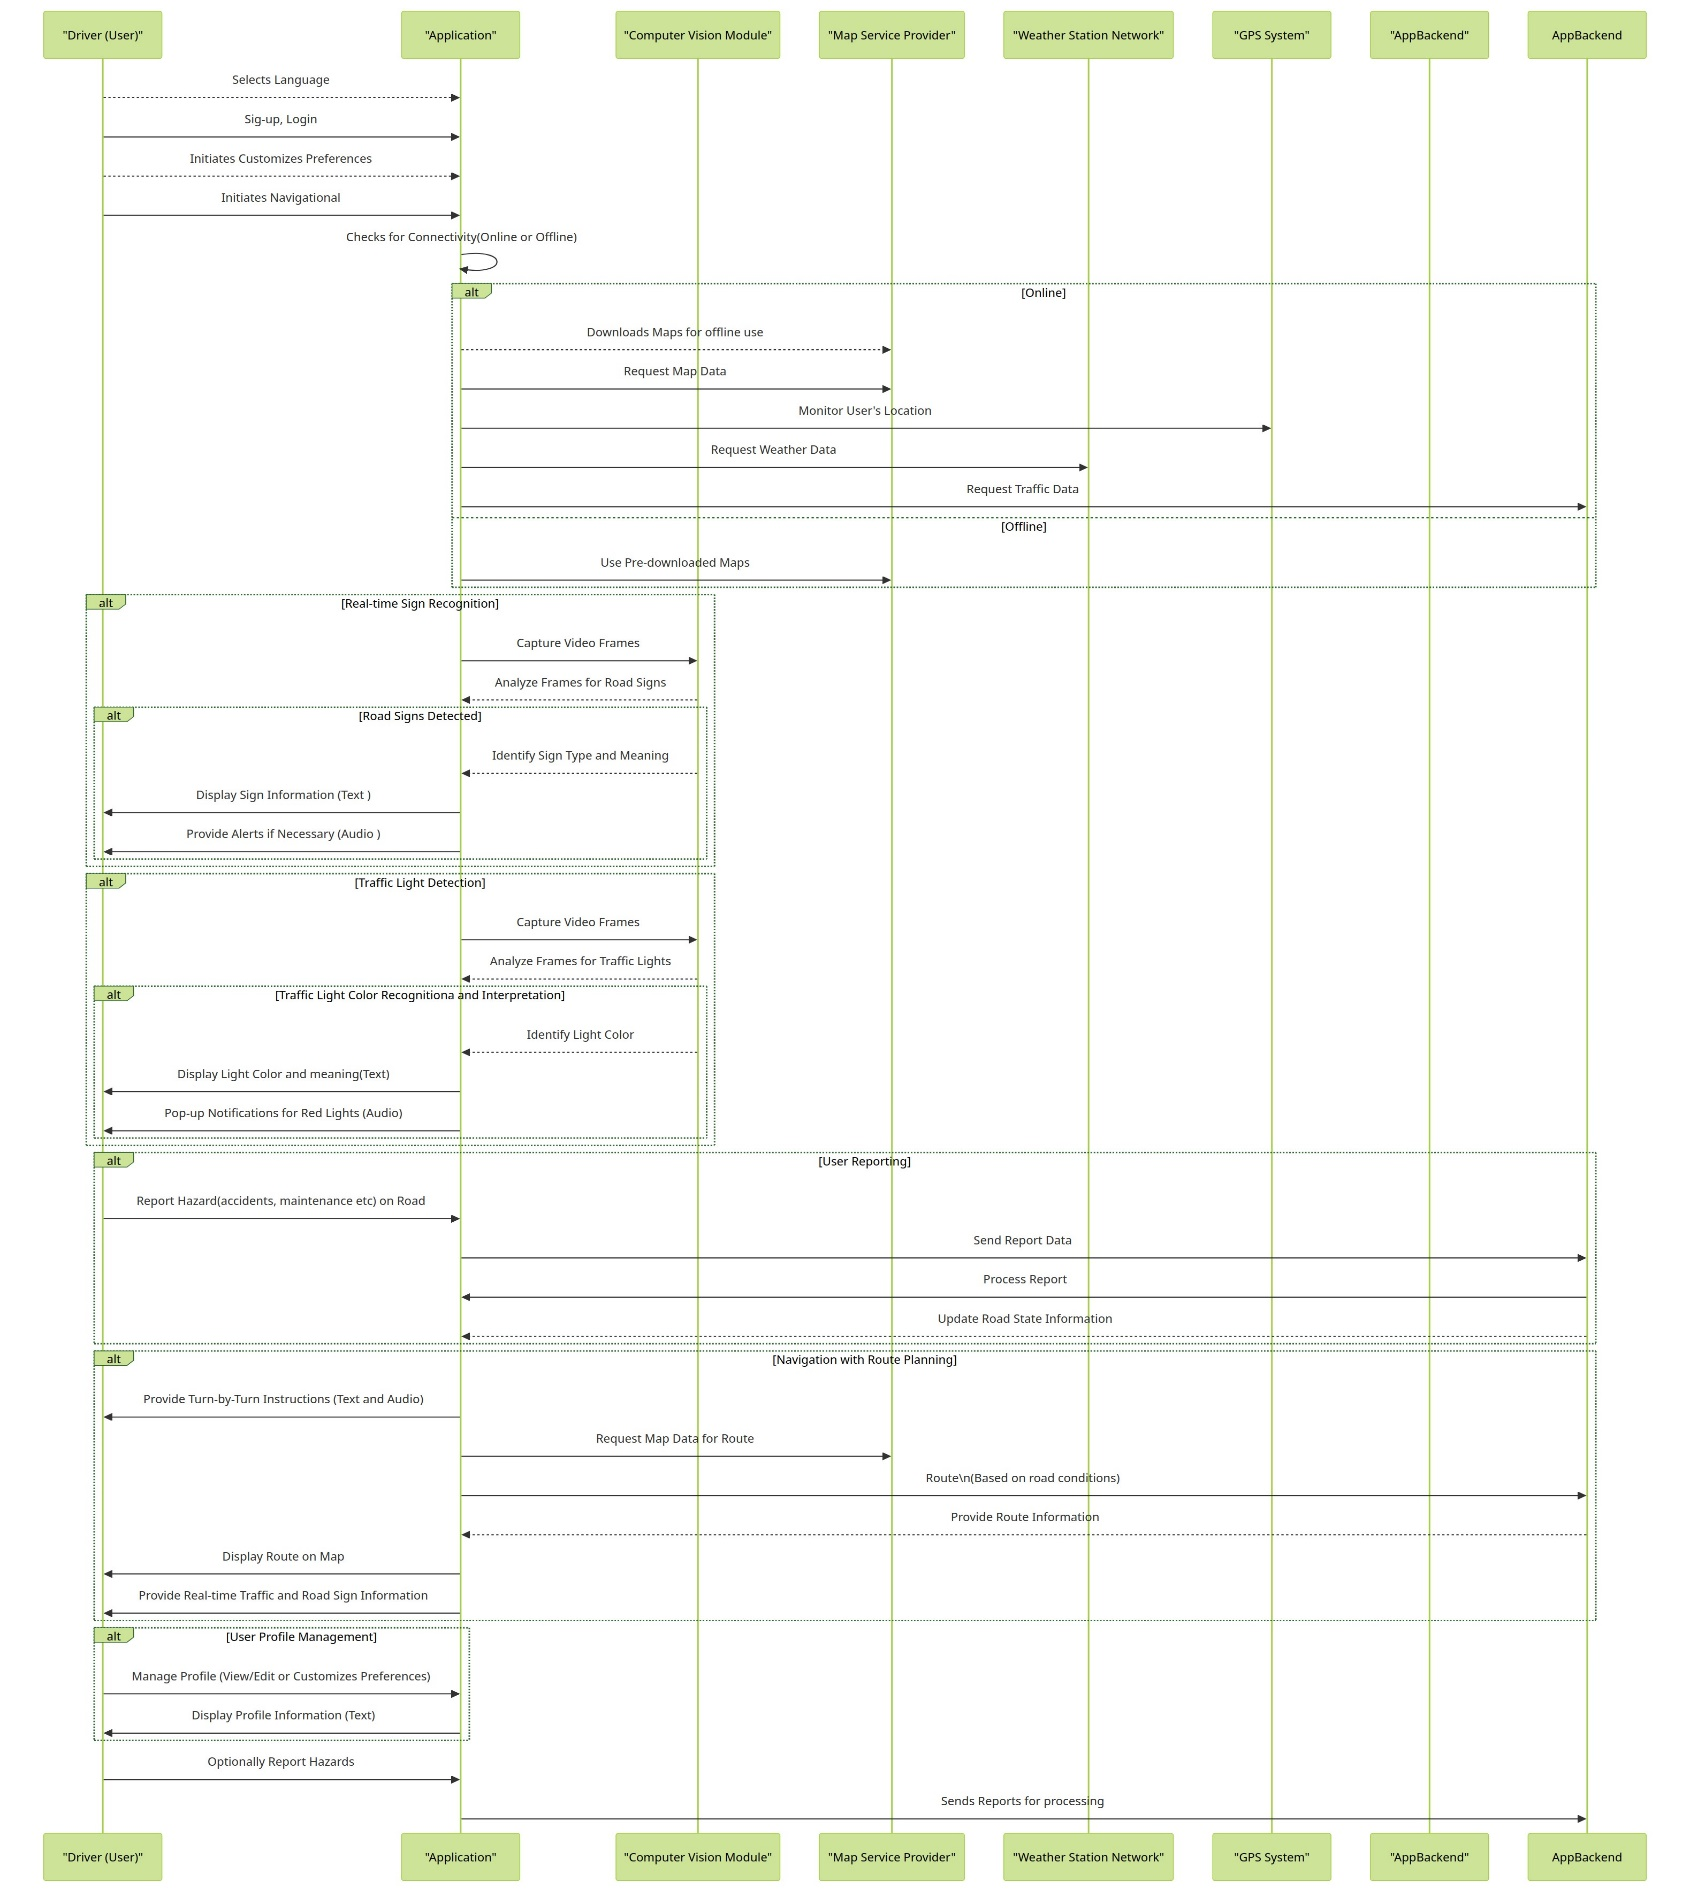 "Driver (User)"
"Application"
"Computer Vision Module"
"Map Service Provider"
"Weather Station Network"
"GPS System"
"AppBackend"
AppBackend
Selects Language
Sig-up, Login
Initiates Customizes Preferences
Initiates Navigational
Checks for Connectivity(Online or Offline)
alt
[Online]
Downloads Maps for offline use
Request Map Data
Monitor User's Location
Request Weather Data
Request Traffic Data
[Offline]
Use Pre-downloaded Maps
alt
[Real-time Sign Recognition]
Capture Video Frames
Analyze Frames for Road Signs
alt
[Road Signs Detected]
Identify Sign Type and Meaning
Display Sign Information (Text )
Provide Alerts if Necessary (Audio )
alt
[Traffic Light Detection]
Capture Video Frames
Analyze Frames for Traffic Lights
alt
[Traffic Light Color Recognitiona and Interpretation]
Identify Light Color
Display Light Color and meaning(Text)
Pop-up Notifications for Red Lights (Audio)
alt
[User Reporting]
Report Hazard(accidents, maintenance etc) on Road
Send Report Data
Process Report
Update Road State Information
alt
[Navigation with Route Planning]
Provide Turn-by-Turn Instructions (Text and Audio)
Request Map Data for Route
Route\n(Based on road conditions)
Provide Route Information
Display Route on Map
Provide Real-time Traffic and Road Sign Information
alt
[User Profile Management]
Manage Profile (View/Edit or Customizes Preferences)
Display Profile Information (Text)
Optionally Report Hazards
Sends Reports for processing
"Driver (User)"
"Application"
"Computer Vision Module"
"Map Service Provider"
"Weather Station Network"
"GPS System"
"AppBackend"
AppBackend